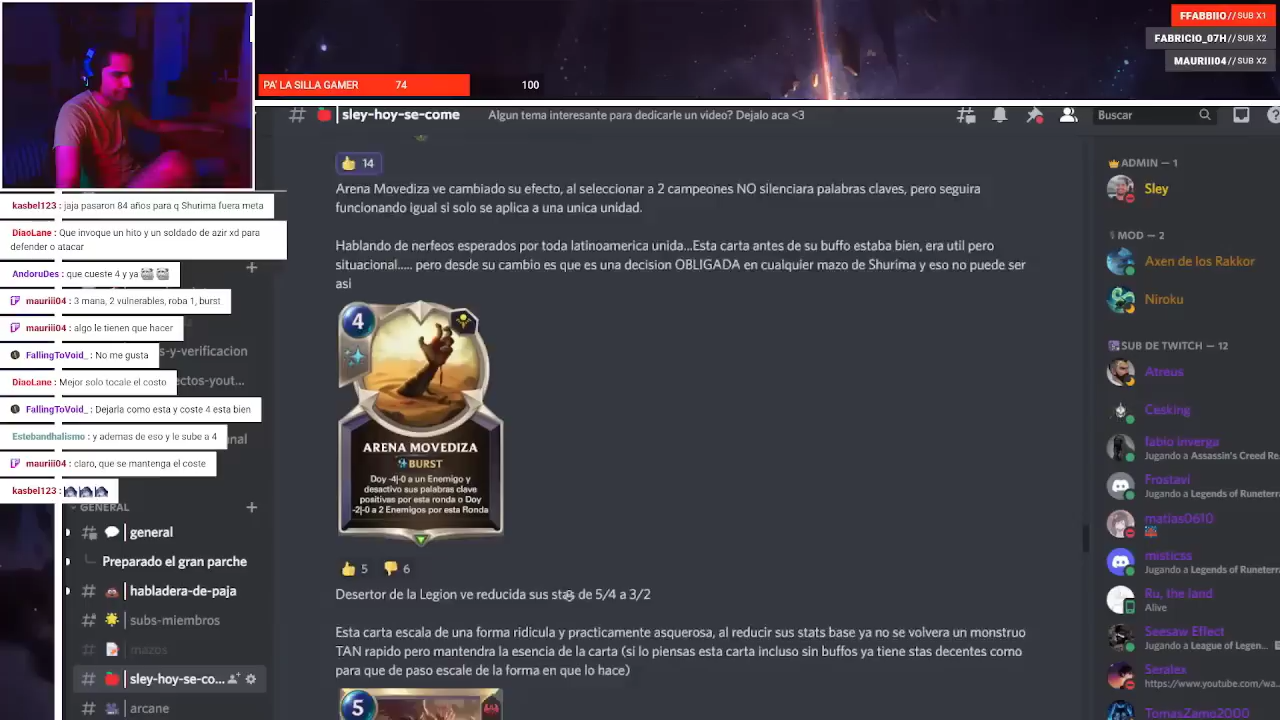 FFABBIIO// SUB X1
FABRICIO_07H// SUB X2
MAURIII04// SUB X2
PA' LA SILLA GAMER 74 100
# | sley-hoy-se-come Algun tema interesante para dedicarle un video? Dejalo aca <3
Buscar
14
Arena Movediza ve cambiado su efecto, al seleccionar a 2 campeones NO silenciara palabras claves, pero seguira
funcionando igual si solo se aplica a una unica unidad.
Hablando de nerfeos esperados por toda latinoamerica unida...Esta carta antes de su buffo estaba bien, era util pero
situacional..... pero desde su cambio es que es una decision OBLIGADA en cualquier mazo de Shurima y eso no puede ser
asi
4
ARENA MOVEDIZA
BURST
Doy -4|-0 a un Enemigo y
desactivo sus palabras clave
positivas por esta ronda o Doy
-2|-0 a 2 Enemigos por esta Ronda
5 6
Desertor de la Legion ve reducida sus stas de 5/4 a 3/2
Esta carta escala de una forma ridicula y practicamente asquerosa, al reducir sus stats base ya no se volvera un monstruo
TAN rapido pero mantendra la esencia de la carta (si lo piensas esta carta incluso sin buffos ya tiene stas decentes como
para que de paso escale de la forma en que lo hace)
5
kasbel123 : jaja pasaron 84 años para q Shurima fuera meta
DiaoLane : Que invoque un hito y un soldado de azir xd para
defender o atacar
AndoruDes : que cueste 4 y ya
mauriii04 : 3 mana, 2 vulnerables, roba 1, burst
mauriii04 : algo le tienen que hacer
FallingToVoid_ : No me gusta
s-y-verificacion
DiaoLane : Mejor solo tocale el costo
ectos-yout...
FallingToVoid_ : Dejarla como esta y coste 4 esta bien
Estebandhalismo : y ademas de eso y le sube a 4
nal
mauriii04 : claro, que se mantenga el coste
kasbel123 :
GENERAL
# | general
Preparado el gran parche
# | habladera-de-paja
# | subs-miembros
# | mazos
# | sley-hoy-se-co...
# | arcane
ADMIN — 1
Sley
MOD — 2
Axen de los Rakkor
Niroku
SUB DE TWITCH — 12
Atreus
Cesking
fabio inverga
Jugando a Assassin's Creed Re
Frostavi
Jugando a Legends of Runeterr
matias0610
misticss
Jugando a Legends of Runeterr
Ru, the land
Alive
Seesaw Effect
Jugando a League of Legen...
Seralex
https://www.youtube.com/wa...
TomasZamo2000